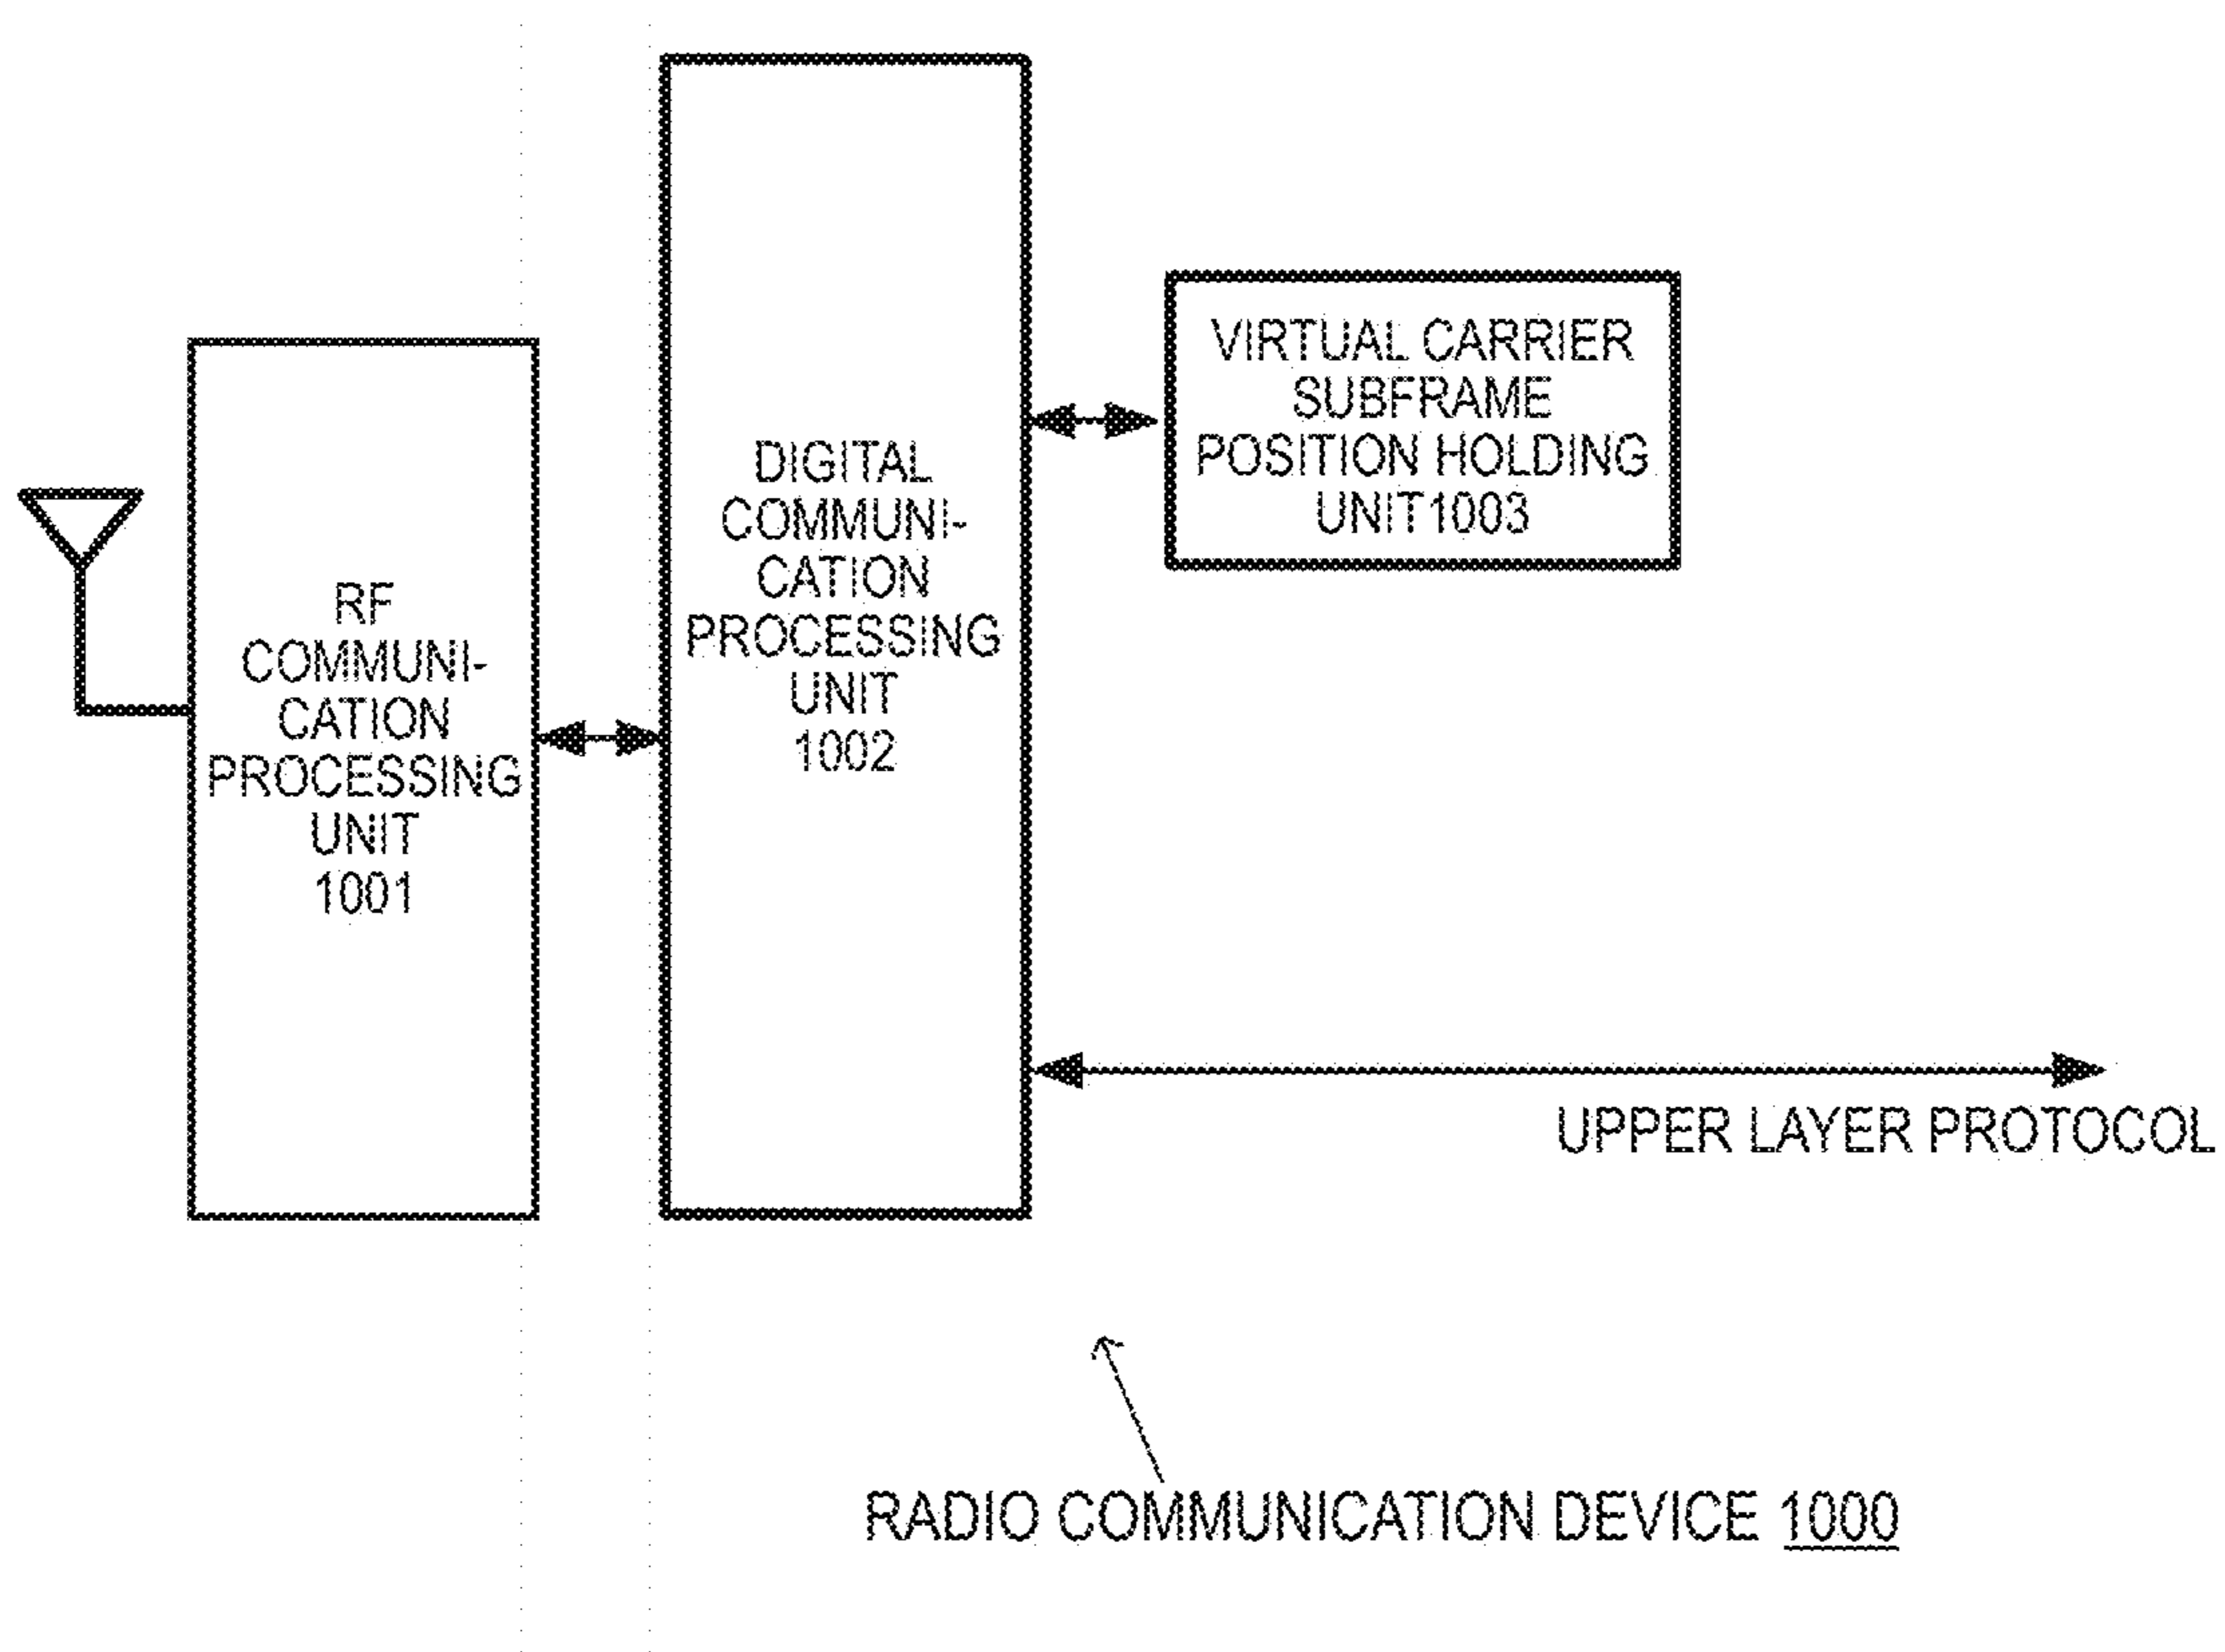 RF
COMMUNI-
CATION
PROCESSING
UNIT
1001
DIGITAL
COMMUNI-
CATION
PROCESSING
UNIT
1002
VIRTUAL CARRIER
SUBFRAME
POSITION HOLDING
UNIT1003
UPPER LAYER PROTOCOL
RADIO COMMUNICATION DEVICE 1000